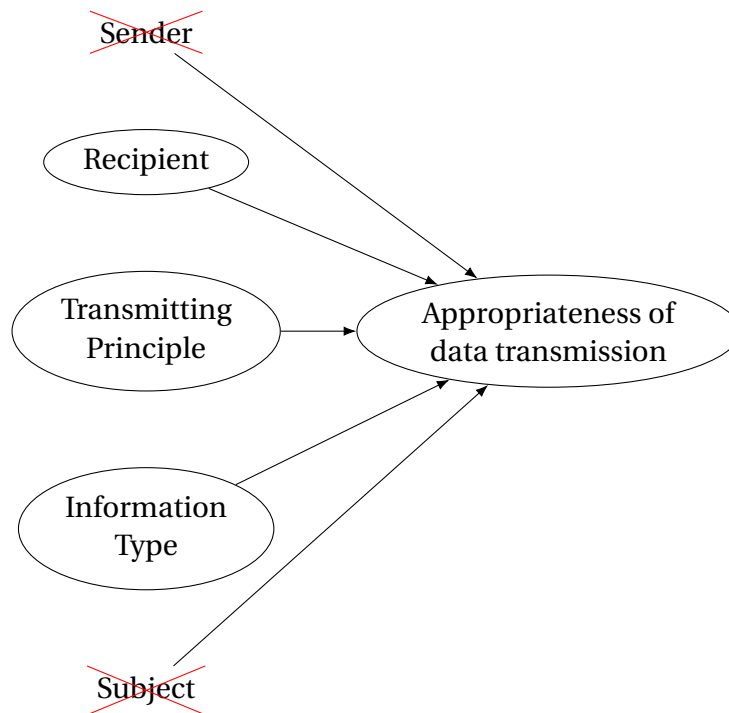 Sender
Recipient
Transmitting
Principle
Appropriateness of
data transmission
Information
Type
Subject